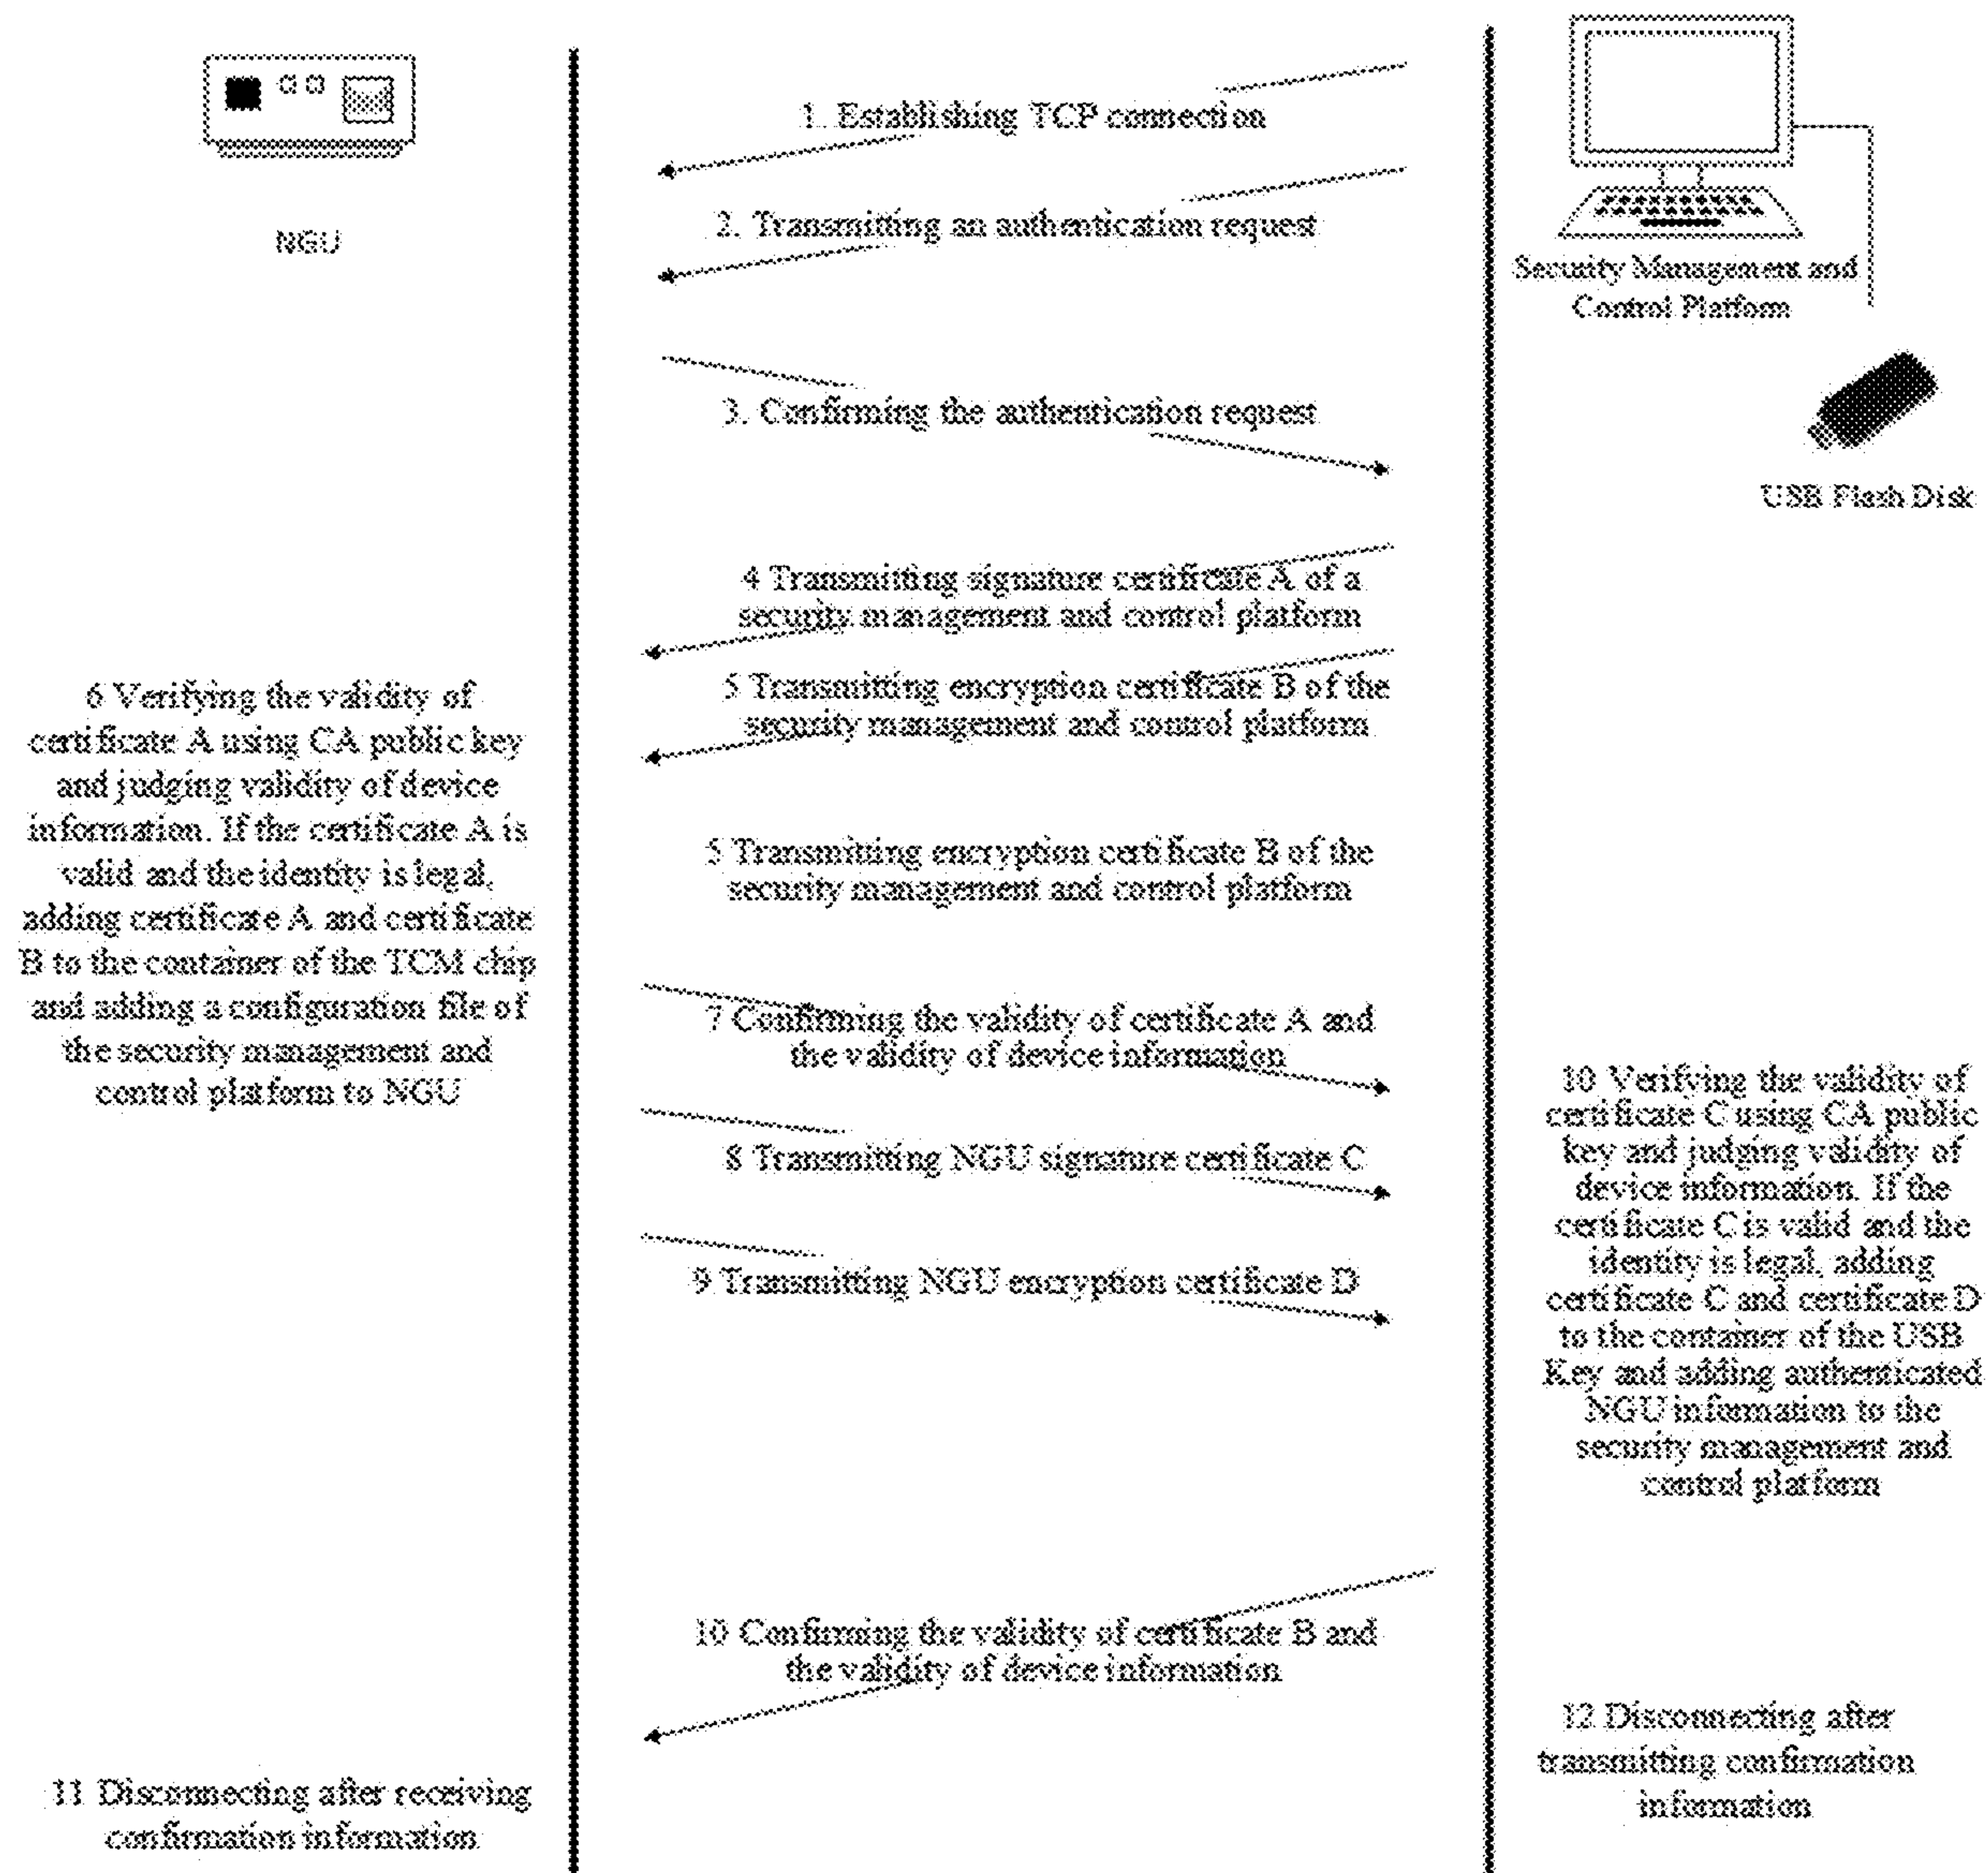 NGU
1. Establishing TCP connection
2. Transmitting an authentication request
Security Management and
Control Platform
3. Confirming the authentication request
USB Flash Disk
4 Transmitting signature certificate A of a
security management and control platform
5 Transmitting encryption certificate B of the
security management and control platform
6 Verifying the validity of
certificate A using CA public key
and judging validity of device
information. If the certificate A is
valid and the identity is legal,
adding certificate A and certificate
B to the container of the TCM chip
and adding a configuration file of
the security management and
control platform to NGU
5 Transmitting encryption certificate B of the
security management and control platform
7 Confirming the validity of certificate A and
the validity of device information
8 Transmitting NGU signature certificate C
9 Transmitting NGU encryption certificate D
10 Verifying the validity of
certificate C using CA public
key and judging validity of
device information. If the
certificate C is valid and the
identity is legal, adding
certificate C and certificate D
to the container of the USB
Key and adding authenticated
NGU information to the
security management and
control platform
10 Confirming the validity of certificate B and
the validity of device information
11 Disconnecting after receiving
confirmation information
12 Disconnecting after
transmitting confirmation
information